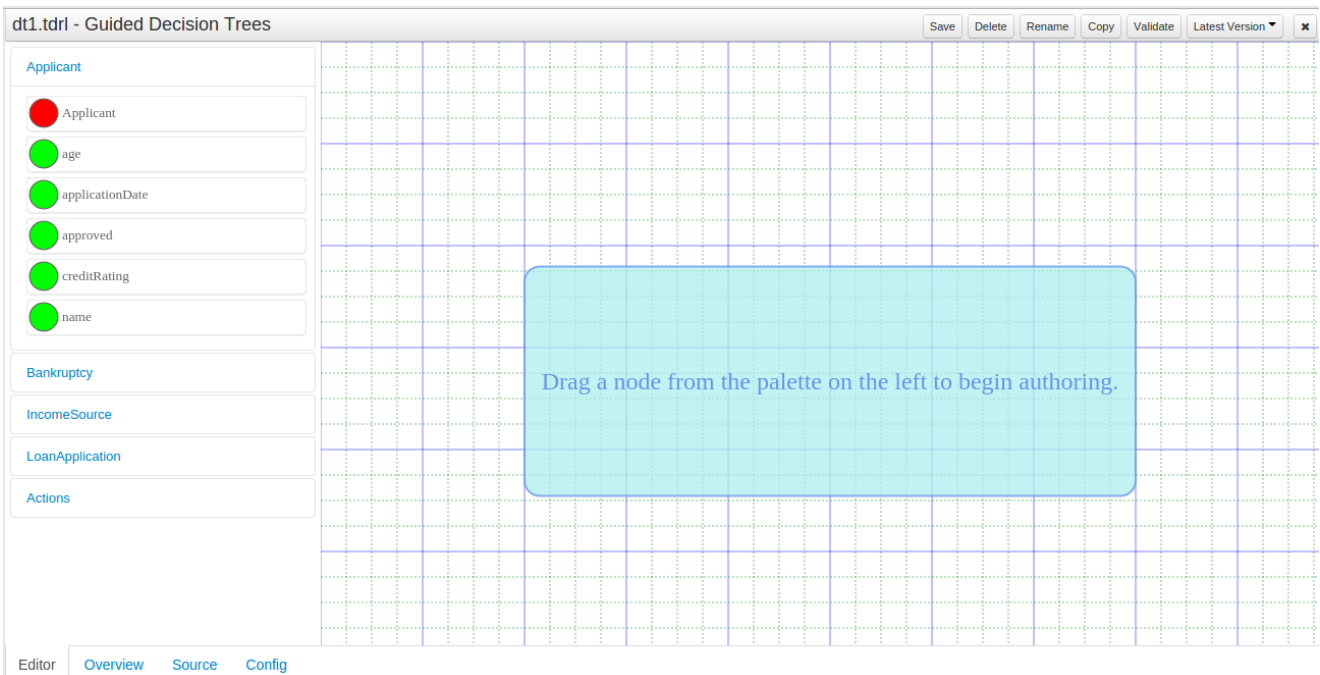 dt1.tdrl - Guided Decision Trees
Save Delete Rename Copy Validate Latest Version
Applicant
Applicant
age
applicationDate
approved
creditRating
name
Bankruptcy
IncomeSource
LoanApplication
Actions
Drag a node from the palette on the left to begin authoring.
Editor Overview Source Config